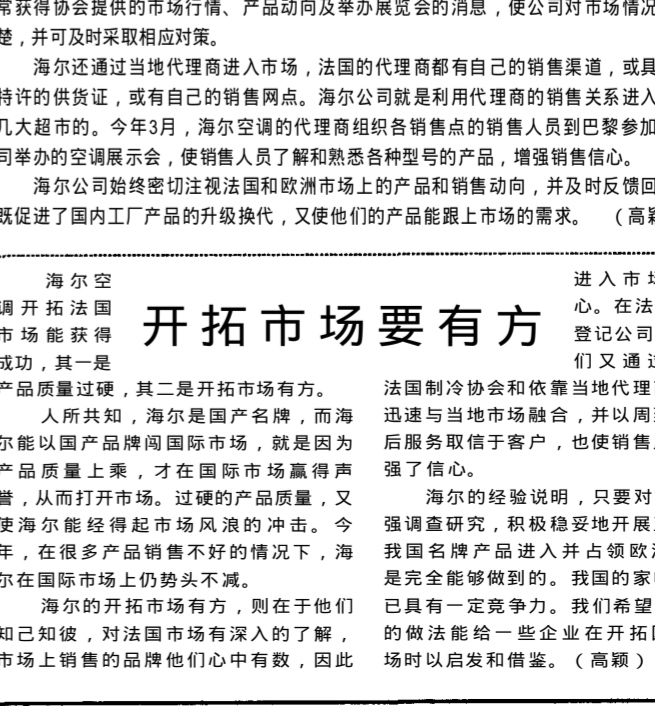 常获得协会提供的市场行情、产品动向及举办展览会的消息，使公司对市场情况
楚，并可及时采取相应对策。
海尔还通过当地代理商进入市场，法国的代理商都有自己的销售渠道，或具
特许的供货证，或有自己的销售网点。海尔公司就是利用代理商的销售关系进入
几大超市的。今年3月，海尔空调的代理商组织各销售点的销售人员到巴黎参加
司举办的空调展示会，使销售人员了解和熟悉各种型号的产品，增强销售信心。
海尔公司始终密切注视法国和欧洲市场上的产品和销售动向，并及时反馈回
既促进了国内工厂产品的升级换代，又使他们的产品能跟上市场的需求。（高颖
开拓市场要有方
海尔空
调开拓法国
市场能获得
成功，其一是
产品质量过硬，其二是开拓市场有方。
人所共知，海尔是国产名牌，而海
尔能以国产品牌闯国际市场，就是因为
产品质量上乘，才在国际市场赢得声
誉，从而打开市场。过硬的产品质量，又
使海尔能经得起市场风浪的冲击。今
年，在很多产品销售不好的情况下，海
尔在国际市场上仍势头不减。
海尔的开拓市场有方，则在于他们
知己知彼，对法国市场有深入的了解，
市场上销售的品牌他们心中有数，因此
进入市场
心。在法
登记公司
们又通过
法国制冷协会和依靠当地代理
迅速与当地市场融合，并以周
后服务取信于客户，也使销售
强了信心。
海尔的经验说明，只要对
强调查研究，积极稳妥地开展
我国名牌产品进入并占领欧
是完全能够做到的。我国的家
已具有一定竞争力。我们希望
的做法能给一些企业在开拓
场时以启发和借鉴。（高颖）